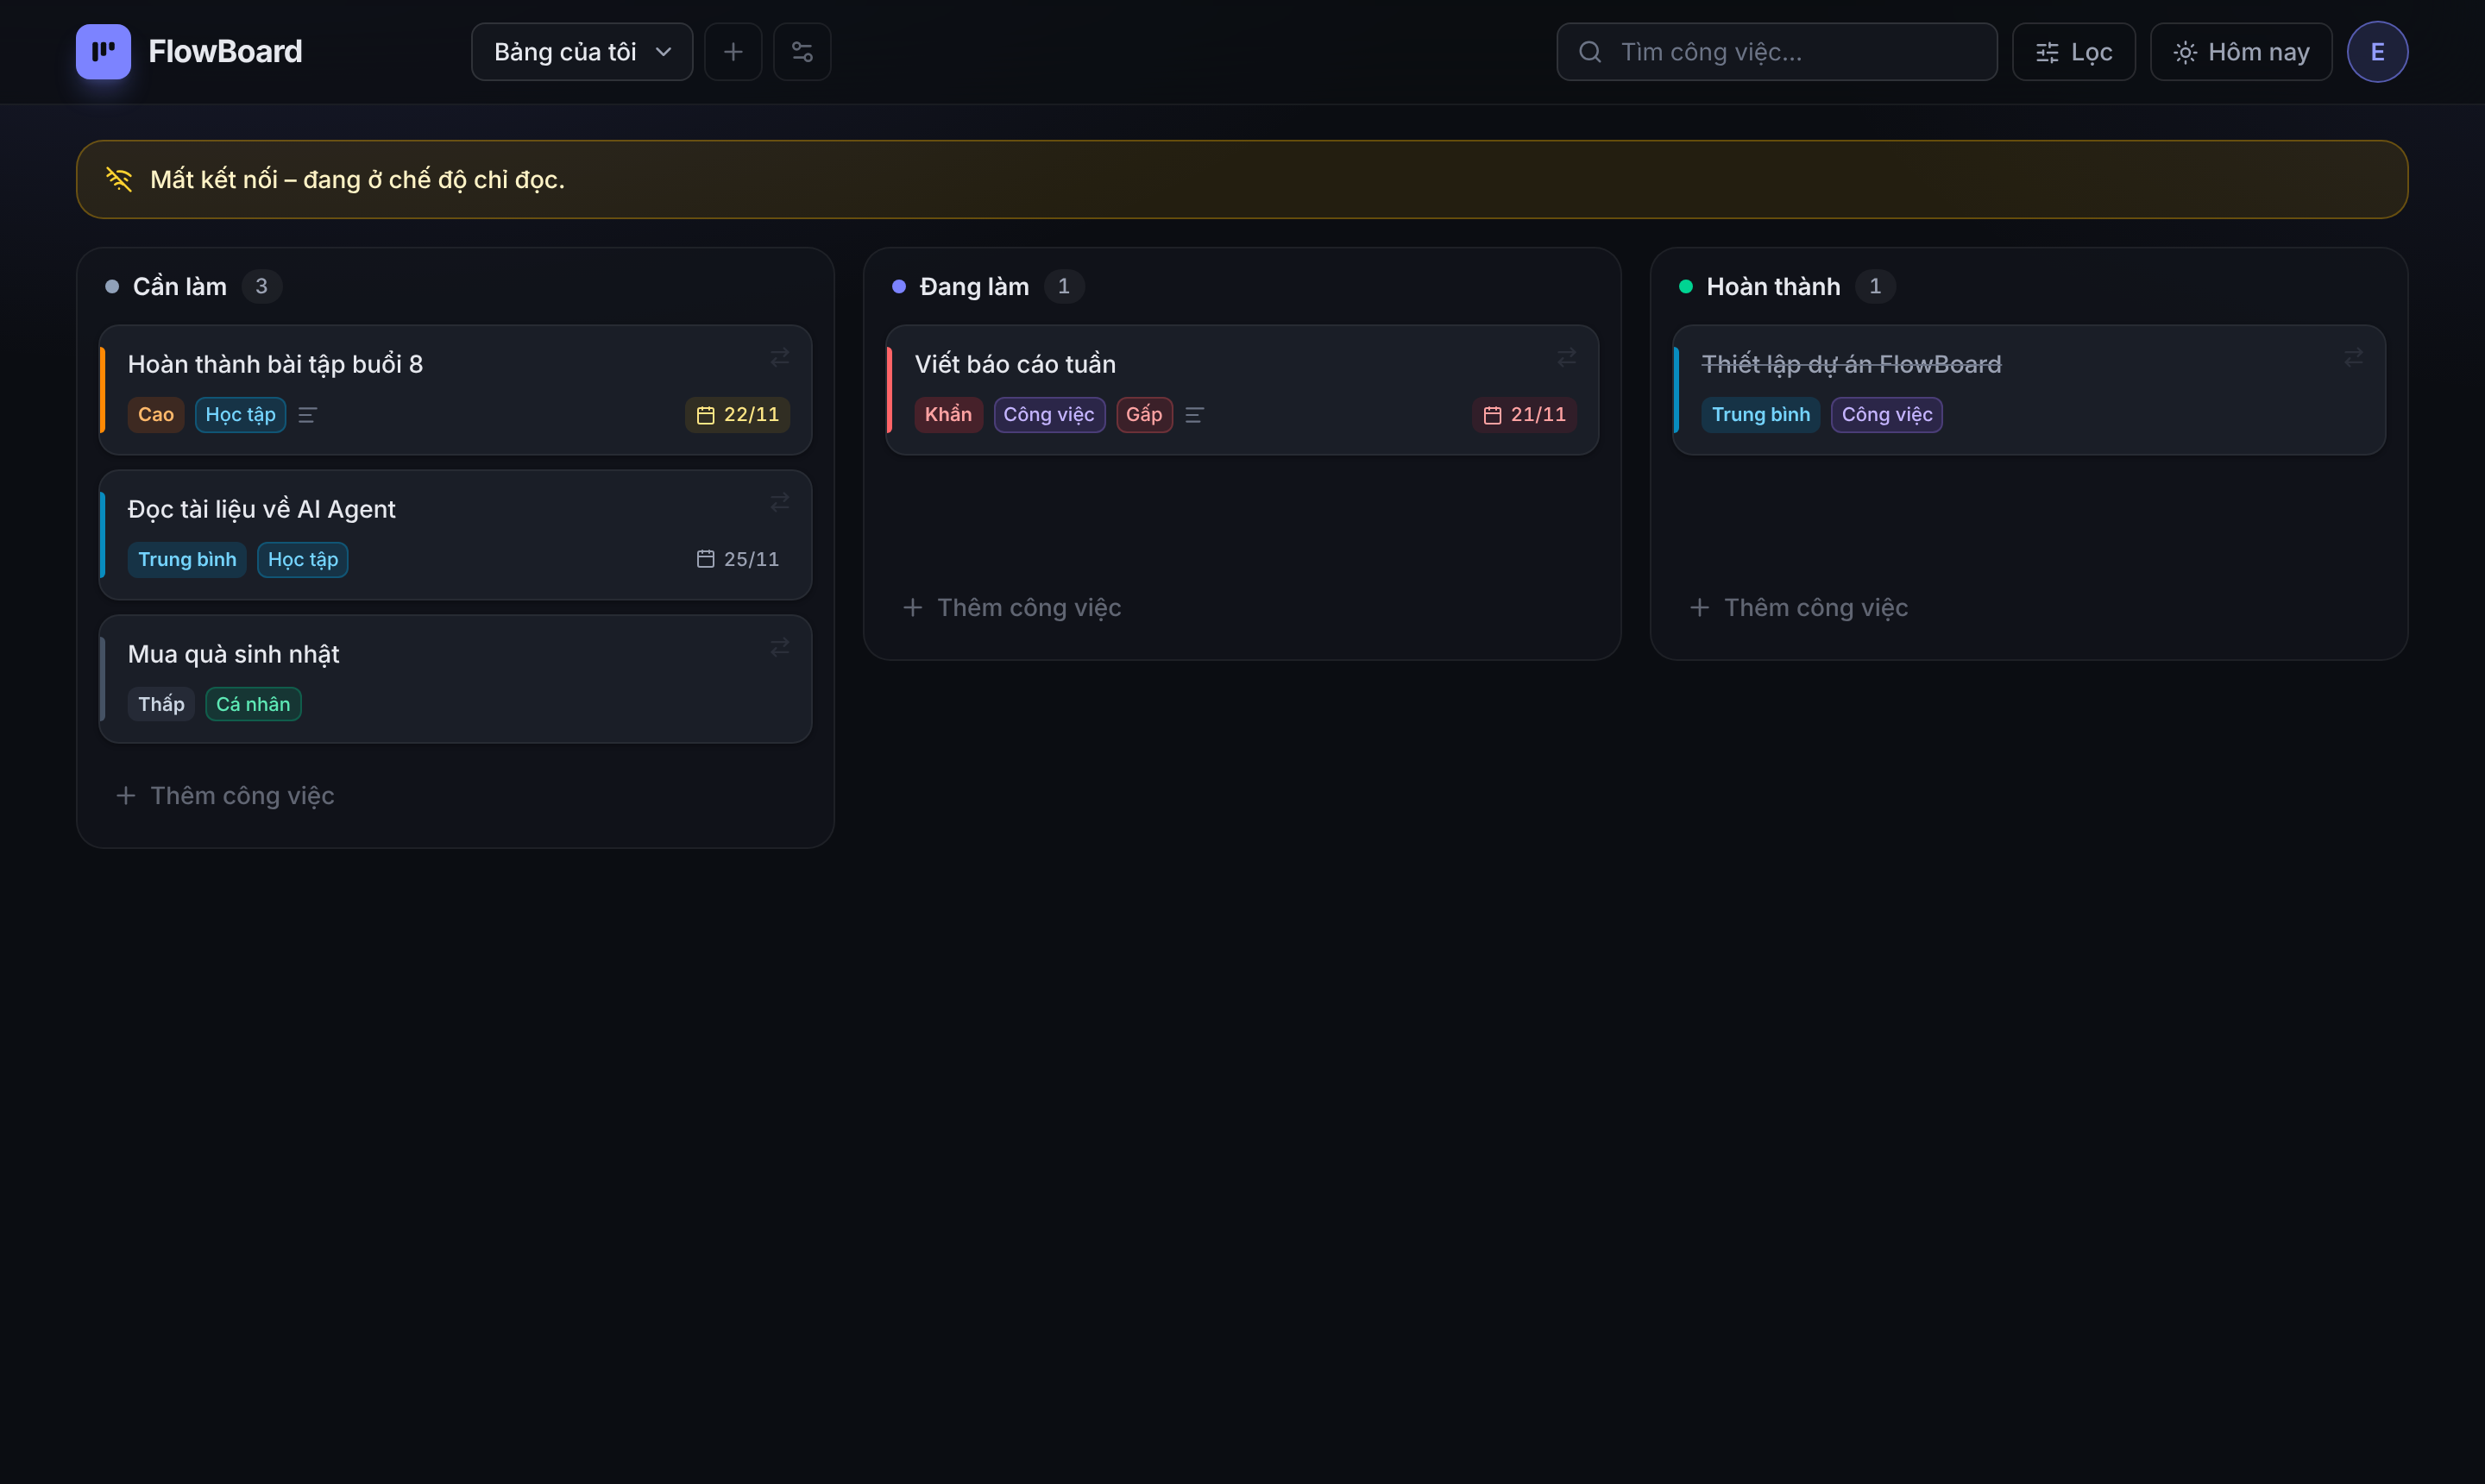 FlowBoard
Bảng của tôi
Tìm công việc...
Lọc
Hôm nay
E
Mất kết nối – đang ở chế độ chỉ đọc.
Cần làm 3
Hoàn thành bài tập buổi 8
Cao Học tập 22/11
Đọc tài liệu về AI Agent
Trung bình Học tập 25/11
Mua quà sinh nhật
Thấp Cá nhân
Thêm công việc
Đang làm 1
Viết báo cáo tuần
Khẩn Công việc Gấp 21/11
Thêm công việc
Hoàn thành 1
Thiết lập dự án FlowBoard
Trung bình Công việc
Thêm công việc